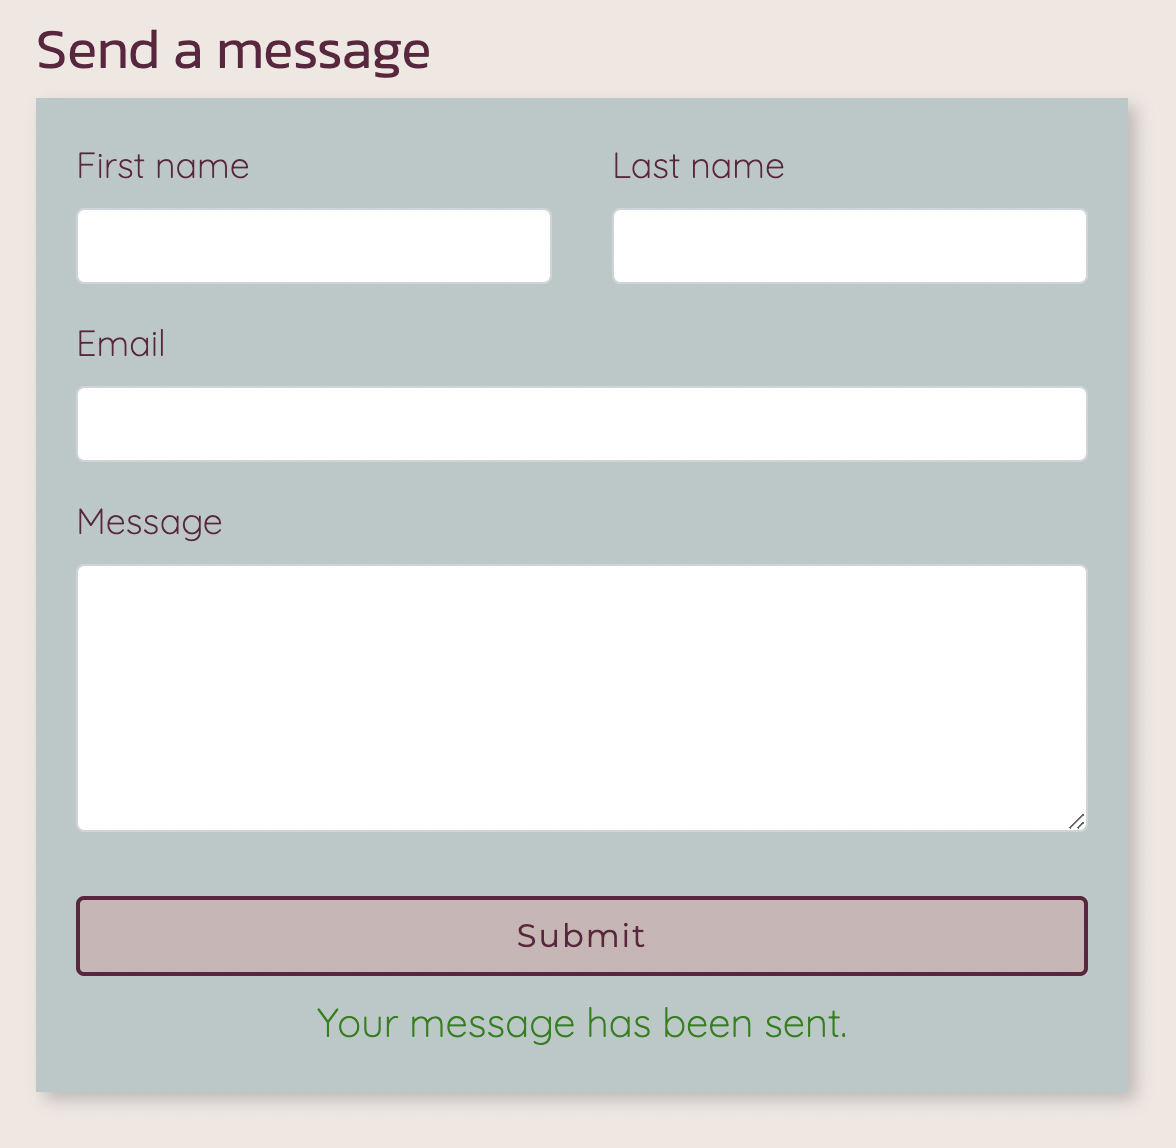 Send a message
First name
Last name
Email
Message
Submit
Your message has been sent.